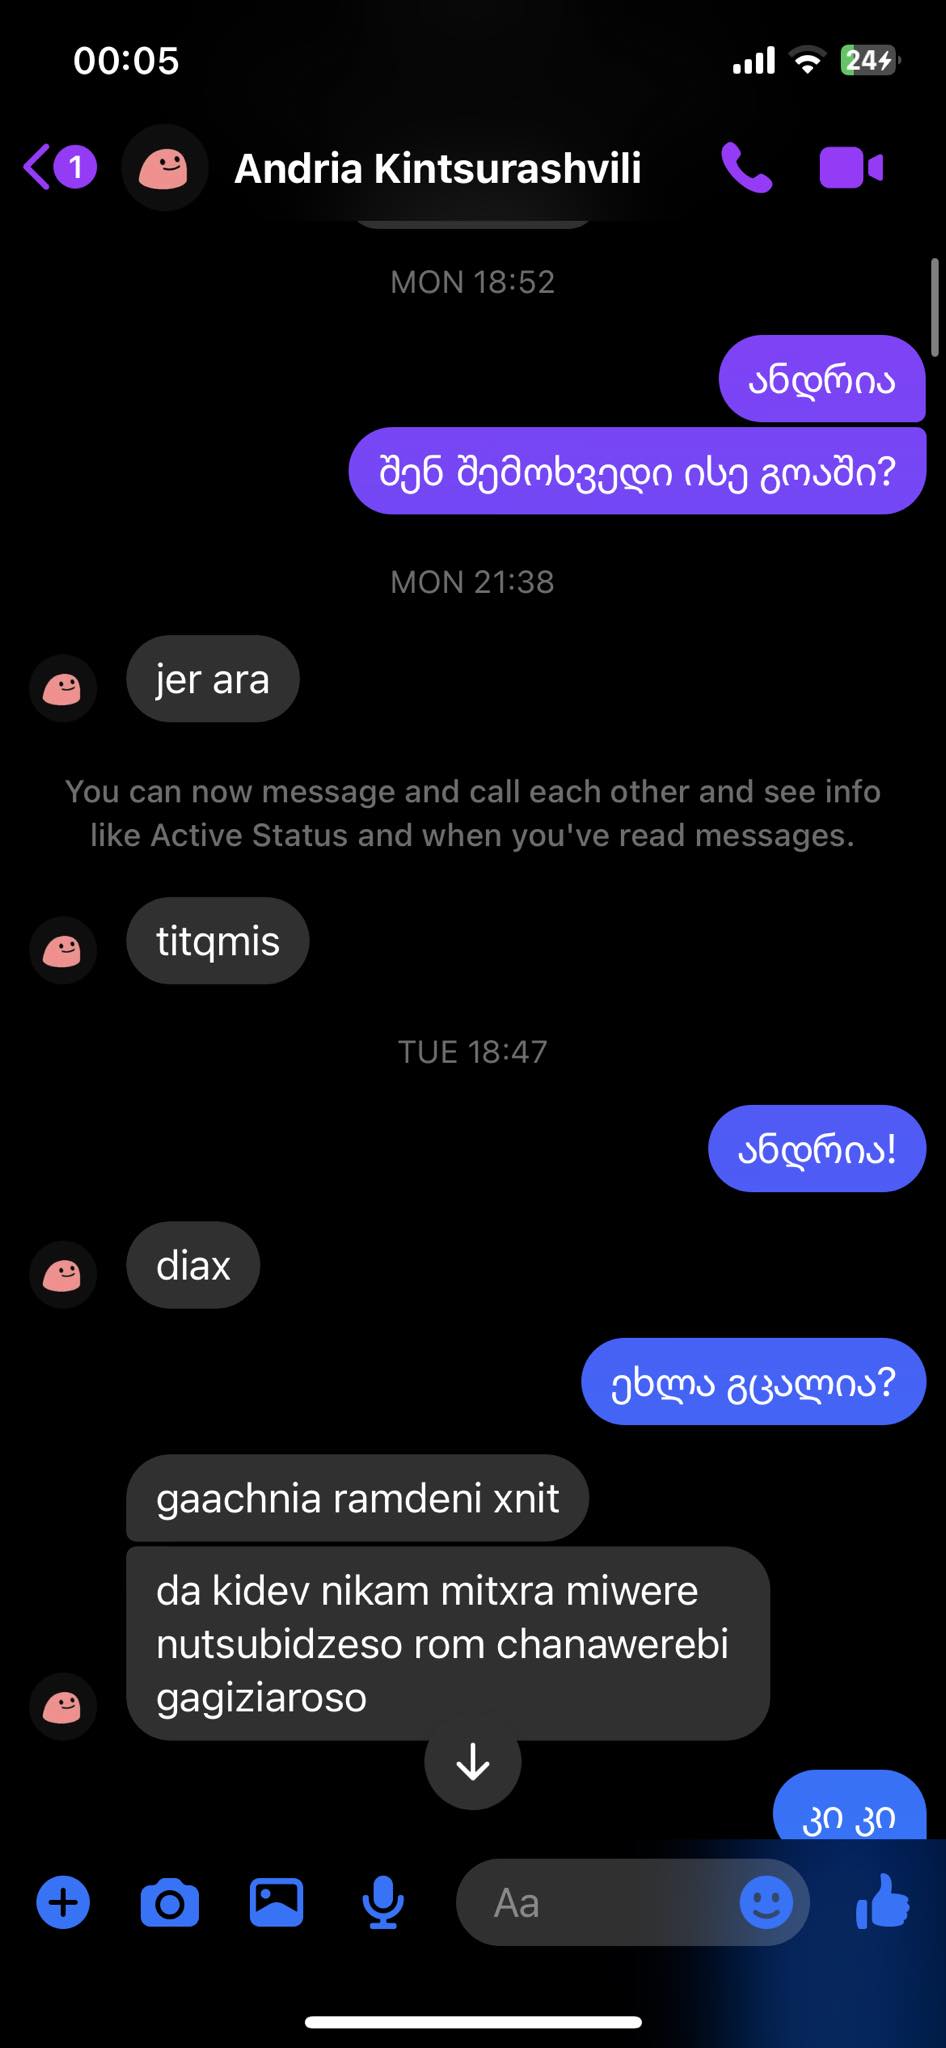 00:05
24
1
Andria Kintsurashvili
MON 18:52
ანდრია
შენ შემოხვედი ისე გოაში?
MON 21:38
jer ara
You can now message and call each other and see info
like Active Status and when you've read messages.
titqmis
TUE 18:47
ანდრია!
diax
ეხლა გცალია?
gaachnia ramdeni xnit
da kidev nikam mitxra miwere
nutsubidzeso rom chanawerebi
gagiziaroso
კი კი
Aa